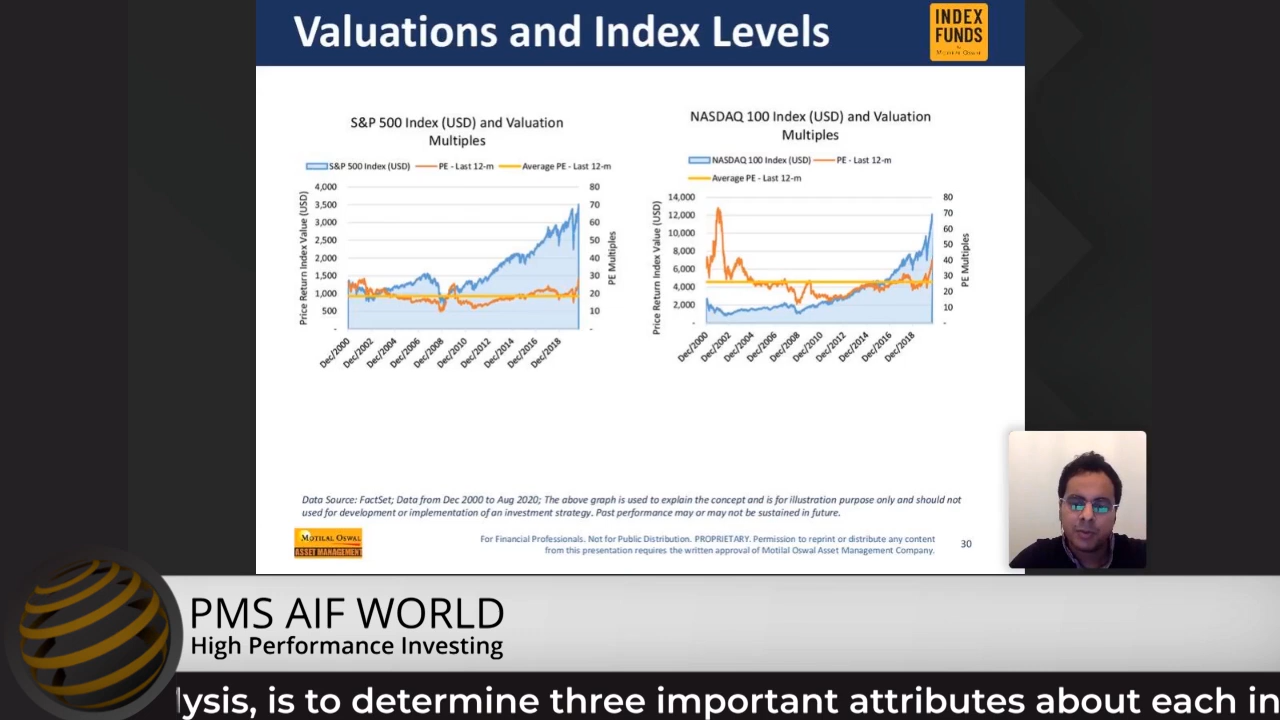 Valuations and Index Levels
INDEX
FUNDS
by
MOTILAL OSWAL
S&P 500 Index (USD) and Valuation
Multiples
S&P 500 Index (USD) PE - Last 12-m Average PE - Last 12-m
4,000
3,500
3,000
2,500
2,000
1,500
1,000
500
-
80
70
60
50
40
30
20
10
-
Price Return Index Value (USD)
PE Multiples
Dec/2000
Dec/2002
Dec/2004
Dec/2006
Dec/2008
Dec/2010
Dec/2012
Dec/2014
Dec/2016
Dec/2018
NASDAQ 100 Index (USD) and Valuation
Multiples
NASDAQ 100 Index (USD) PE - Last 12-m
Average PE - Last 12-m
14,000
12,000
10,000
8,000
6,000
4,000
2,000
-
80
70
60
50
40
30
20
10
-
Price Return Index Value (USD)
PE Multiples
Dec/2000
Dec/2002
Dec/2004
Dec/2006
Dec/2008
Dec/2010
Dec/2012
Dec/2014
Dec/2016
Dec/2018
Data Source: FactSet; Data from Dec 2000 to Aug 2020; The above graph is used to explain the concept and is for illustration purpose only and should not
used for development or implementation of an investment strategy. Past performance may or may not be sustained in future.
MOTILAL OSWAL
ASSET MANAGEMENT
For Financial Professionals. Not for Public Distribution. PROPRIETARY. Permission to reprint or distribute any content
from this presentation requires the written approval of Motilal Oswal Asset Management Company.
30
PMS AIF WORLD
High Performance Investing
lysis, is to determine three important attributes about each in